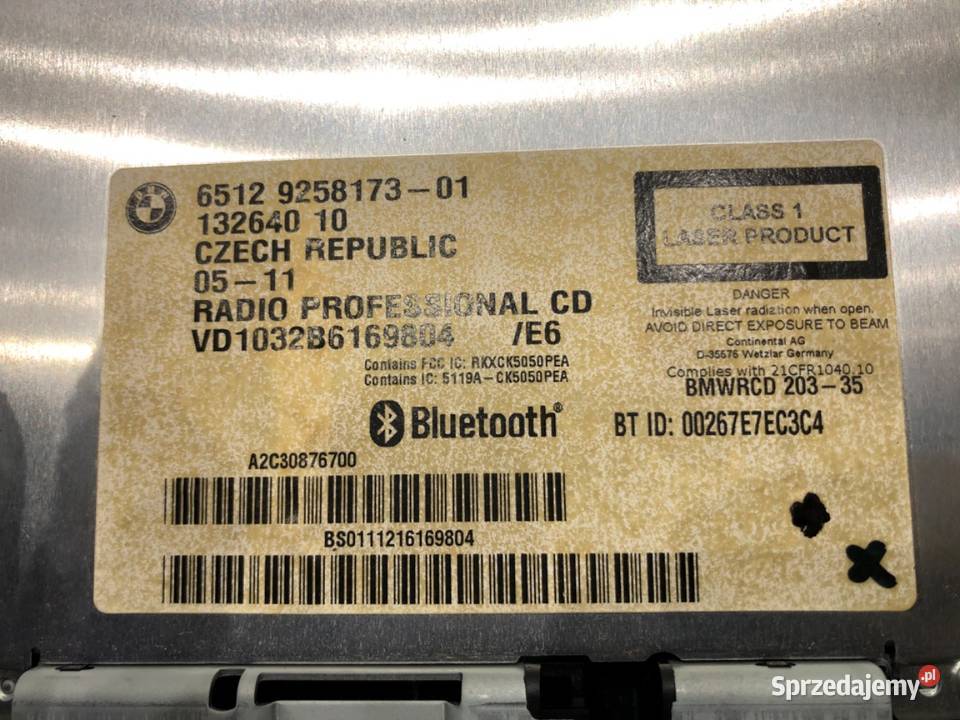 6512 9258173-01
132640 10
CZECH REPUBLIC
05-11
RADIO PROFESSIONAL CD
VD1032B6169804 /E6
Contains FCC IC: RKXCK5050PEA
Contains IC: 5119A-CK5050PEA
Bluetooth®
CLASS 1
LASER PRODUCT
DANGER
Invisible Laser radiation when open.
AVOID DIRECT EXPOSURE TO BEAM
Continental AG
D-35576 Wetzlar Germany
Complies with 21CFR1040.10
BMWRCD 203-35
BT ID: 00267E7EC3C4
A2C30876700
BS0111216169804
Sprzedajemy.pl